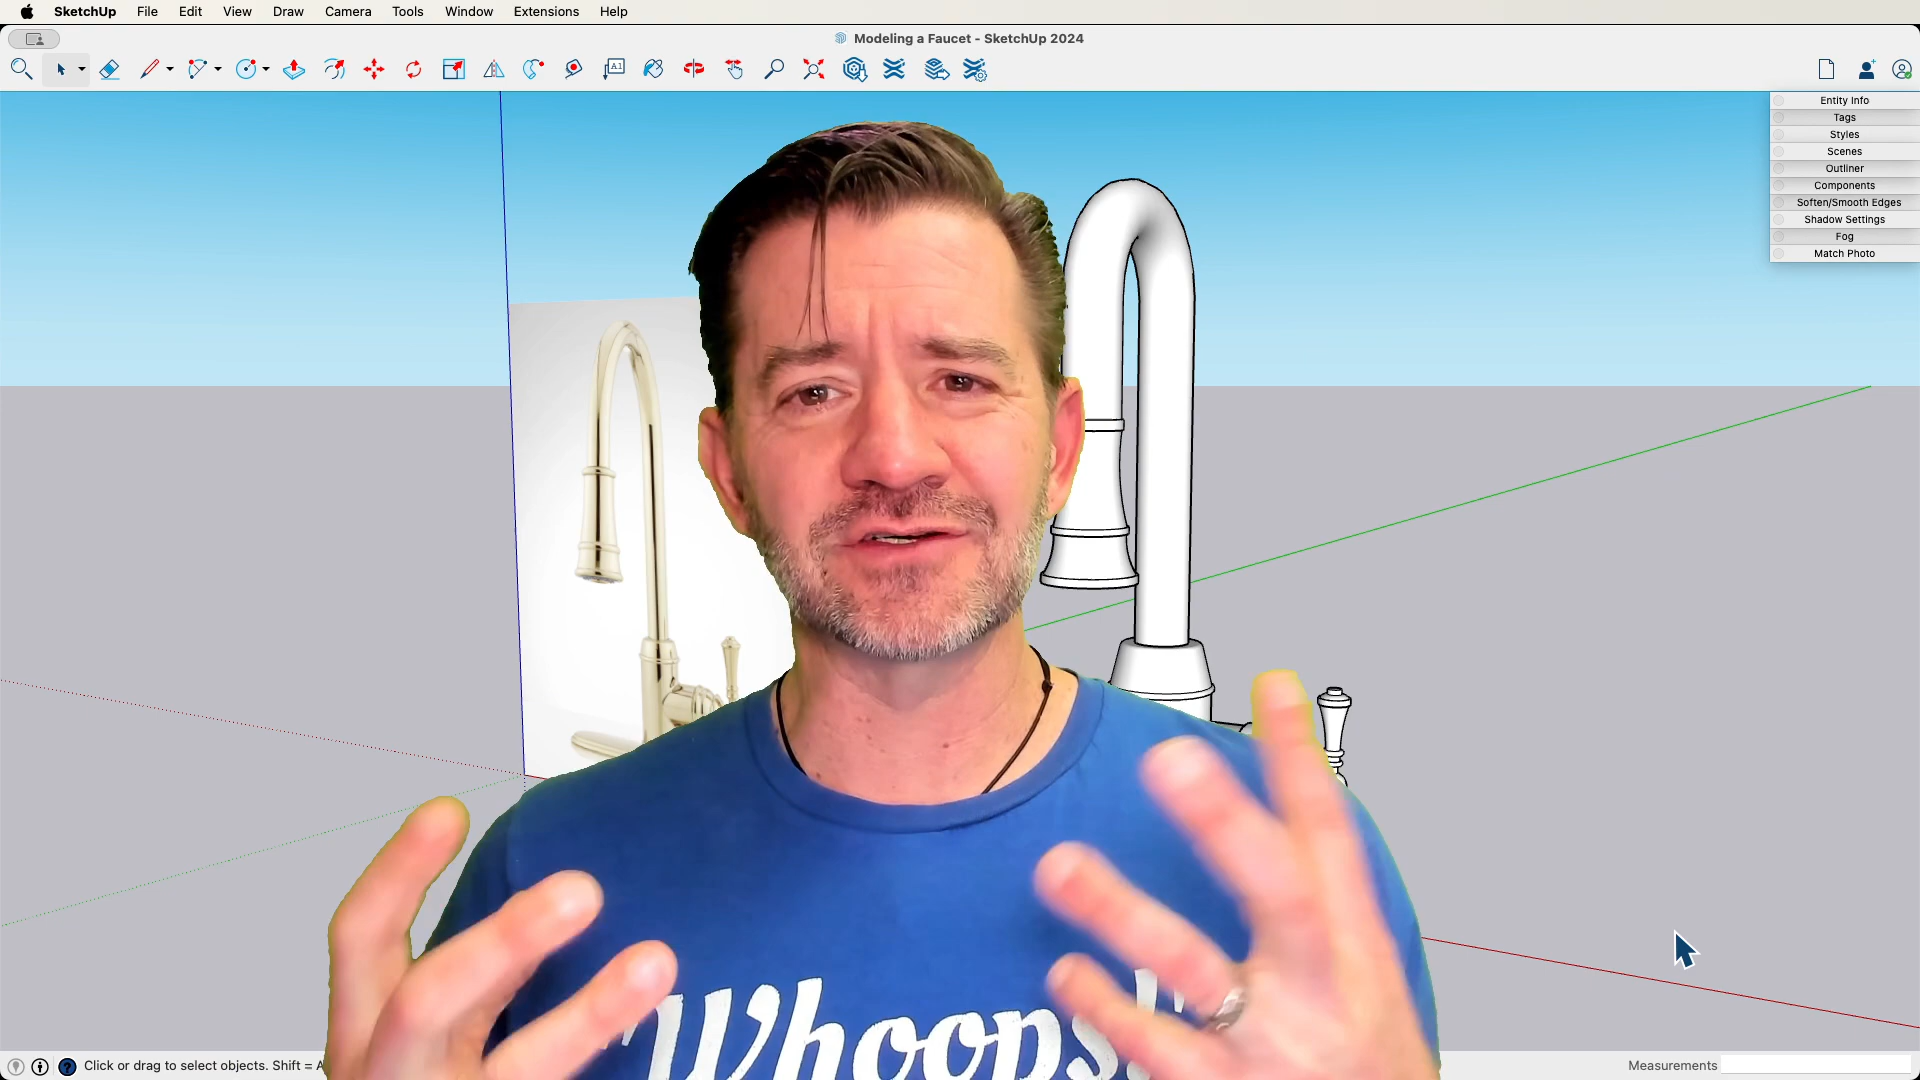 SketchUp File Edit View Draw Camera Tools Window Extensions Help
Modeling a Faucet - SketchUp 2024
A1
Entity Info
Tags
Styles
Scenes
Outliner
Components
Soften/Smooth Edges
Shadow Settings
Fog
Match Photo
"Whoops!"
Click or drag to select objects. Shift = A
Measurements